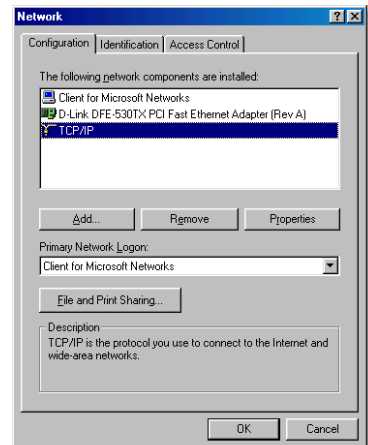 Network
Configuration Identification Access Control
The following network components are installed:
Client for Microsoft Networks
D-Link DFE-530TX PCI Fast Ethernet Adapter (Rev A)
TCP/IP
Add... Remove Properties
Primary Network Logon:
Client for Microsoft Networks
File and Print Sharing...
Description
TCP/IP is the protocol you use to connect to the Internet and
wide-area networks.
OK Cancel